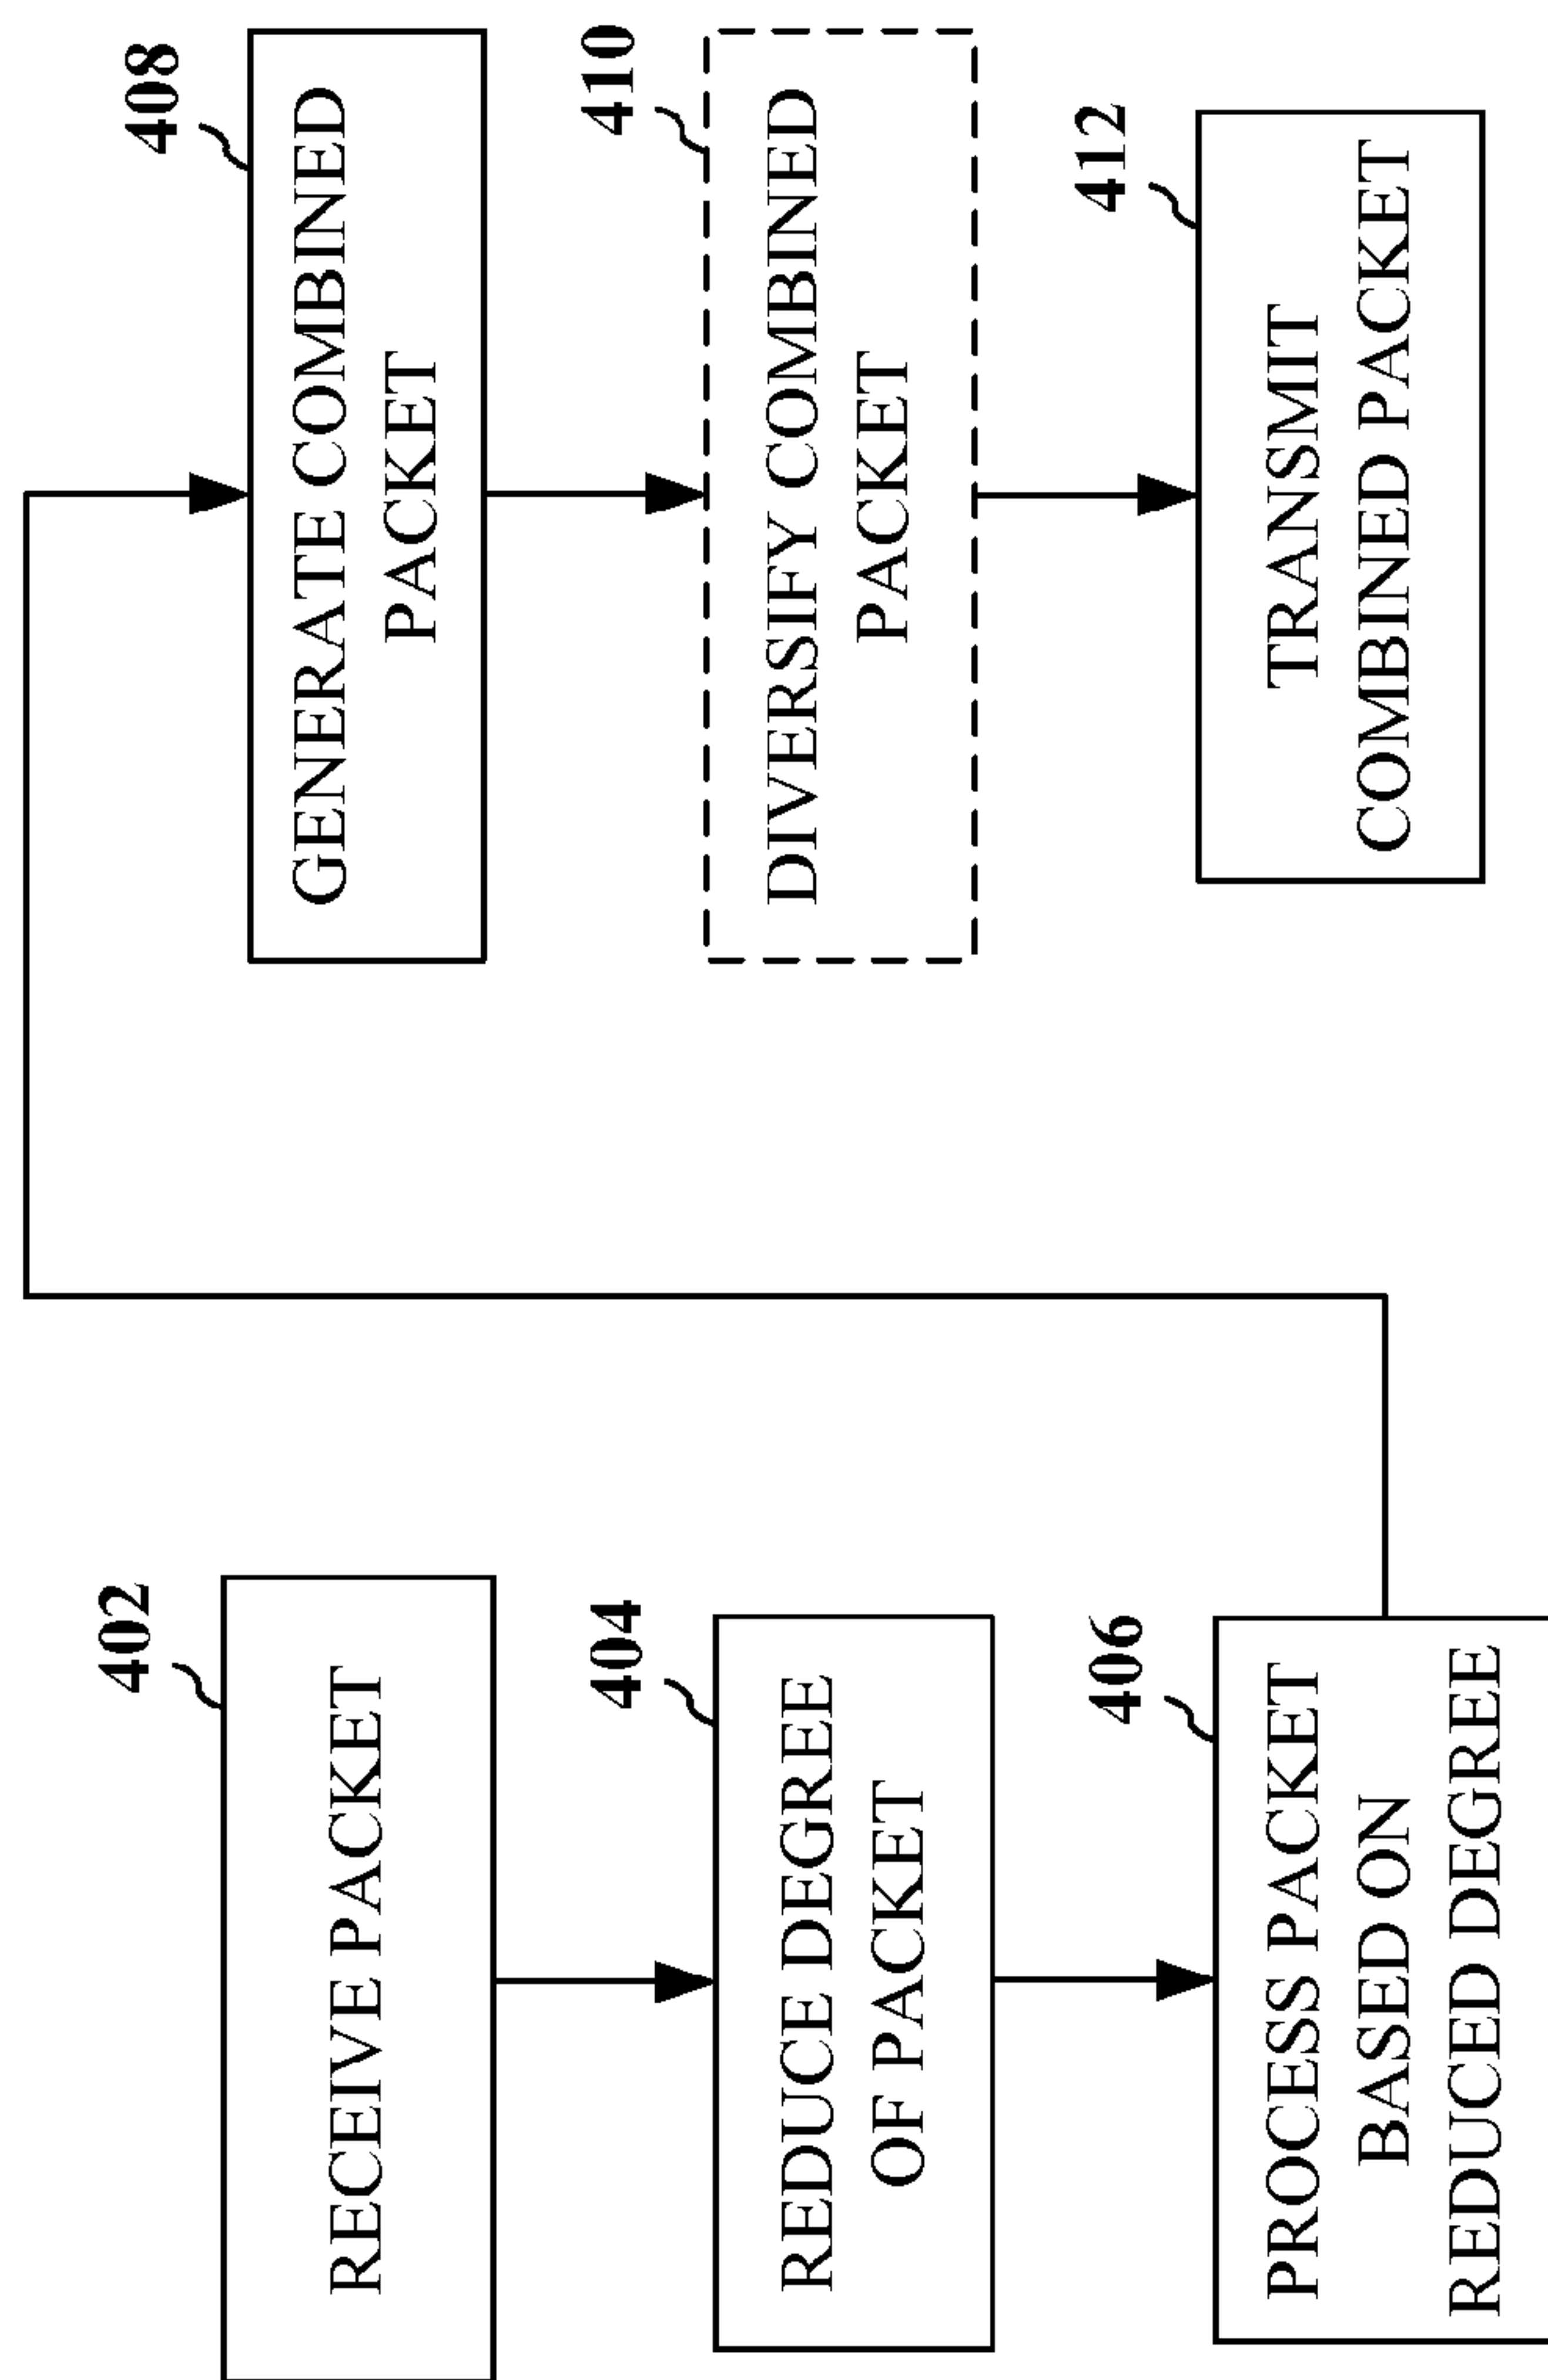 402
RECEIVE PACKET
404
REDUCE DEGREE
OF PACKET
406
PROCESS PACKET
BASED ON
REDUCED DEGREE
408
GENERATE COMBINED
PACKET
410
DIVERSIFY COMBINED
PACKET
412
TRANSMIT
COMBINED PACKET